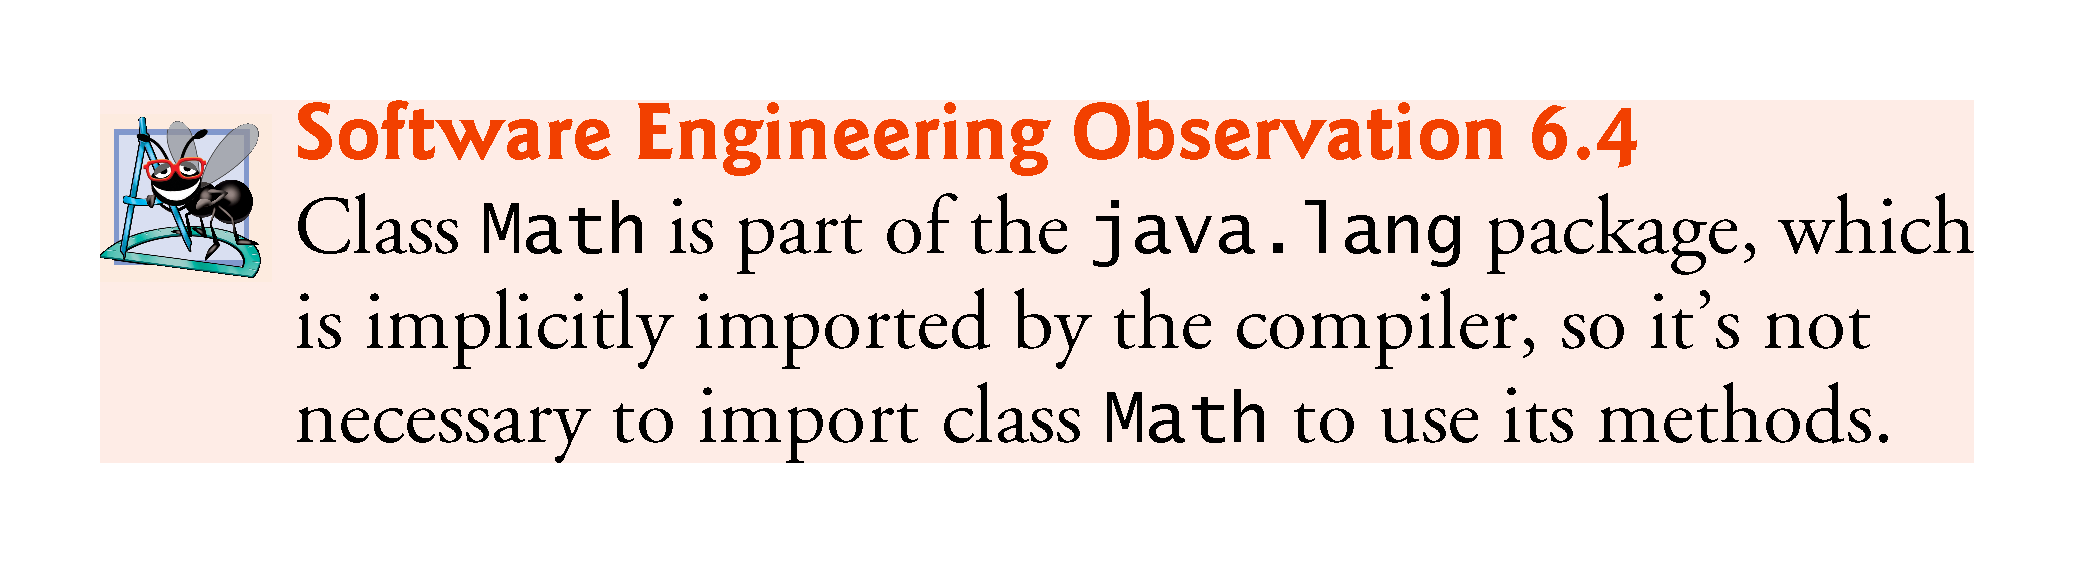 Software Engineering Observation 6.4
Class Math is part of the java.lang package, which
is implicitly imported by the compiler, so it’s not
necessary to import class Math to use its methods.